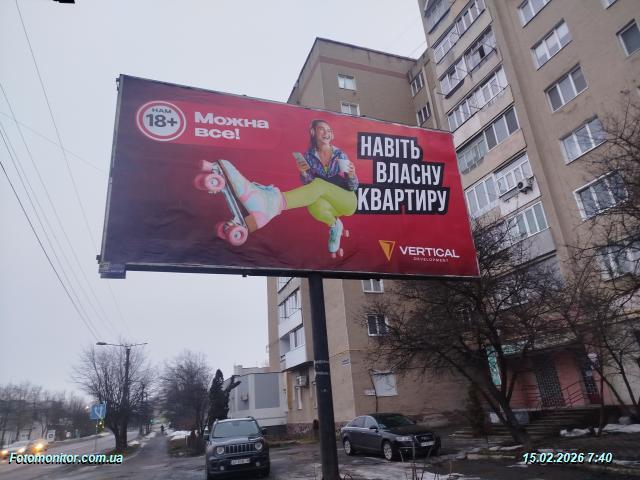 НАМ
18+
Можна
все!
НАВІТЬ
ВЛАСНУ
КВАРТИРУ
VERTICAL
DEVELOPMENT
Fotomonitor.com.ua
15.02.2026 7:40